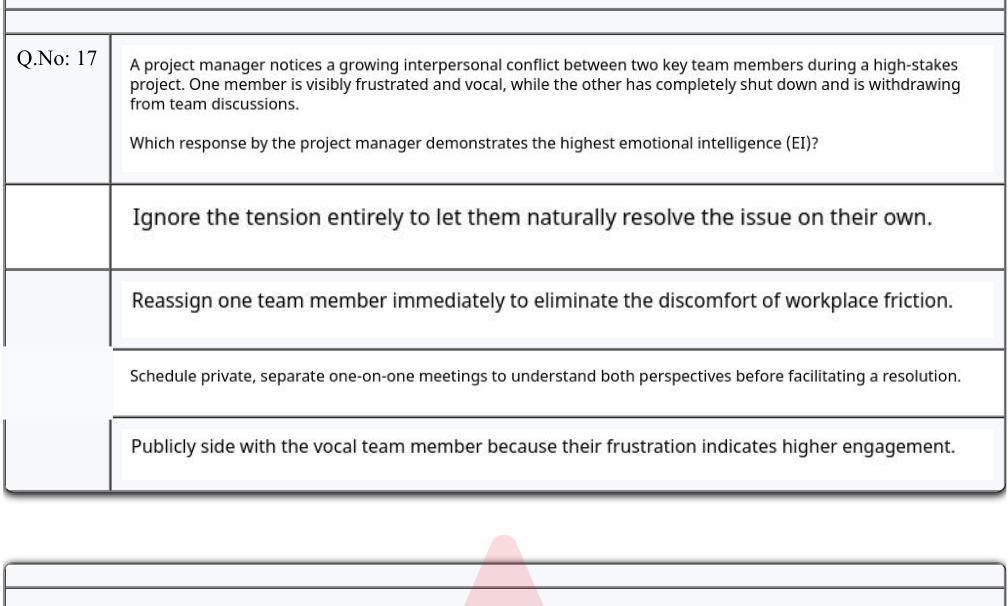 Q.No: 17
A project manager notices a growing interpersonal conflict between two key team members during a high-stakes
project. One member is visibly frustrated and vocal, while the other has completely shut down and is withdrawing
from team discussions.
Which response by the project manager demonstrates the highest emotional intelligence (EI)?
Ignore the tension entirely to let them naturally resolve the issue on their own.
Reassign one team member immediately to eliminate the discomfort of workplace friction.
Schedule private, separate one-on-one meetings to understand both perspectives before facilitating a resolution.
Publicly side with the vocal team member because their frustration indicates higher engagement.